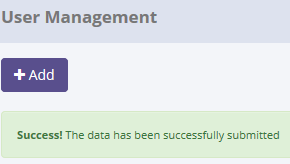 User Management
+ Add
Success! The data has been successfully submitted